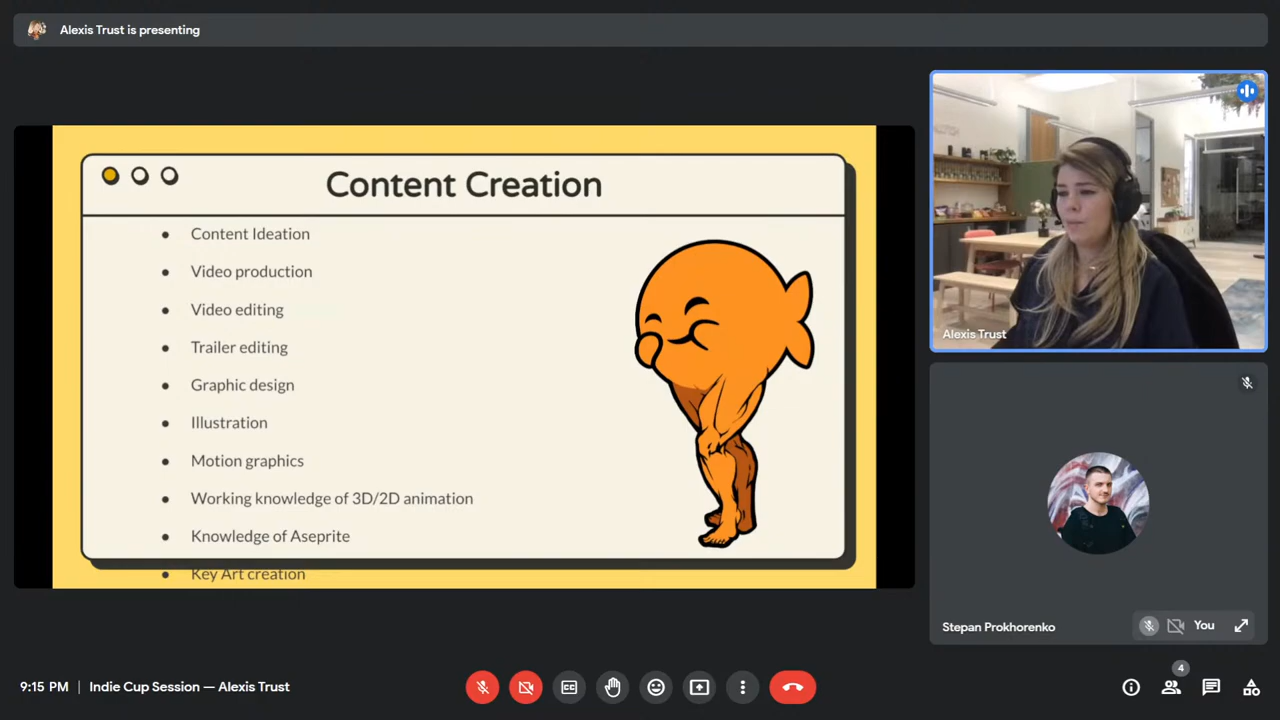 Alexis Trust is presenting
Content Creation
● Content Ideation
● Video production
● Video editing
● Trailer editing
● Graphic design
● Illustration
● Motion graphics
● Working knowledge of 3D/2D animation
● Knowledge of Aseprite
● Key Art creation
Alexis Trust
Stepan Prokhorenko
You
9:15 PM | Indie Cup Session — Alexis Trust
4